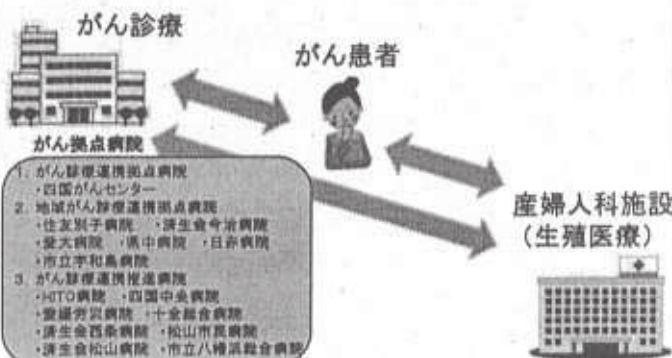 がん診療
がん患者
がん拠点病院
1. がん診療連携拠点病院
・四国がんセンター
2. 地域がん診療連携拠点病院
・住友別子病院 ・済生会今治病院
・愛大病院 ・県中病院 ・日赤病院
・市立宇和島病院
3. がん診療連携推進病院
・HITO病院 ・四国中央病院
・愛媛労災病院 ・十全総合病院
・済生会西条病院 ・松山市民病院
・済生会松山病院 ・市立八幡浜総合病院
産婦人科施設
（生殖医療）